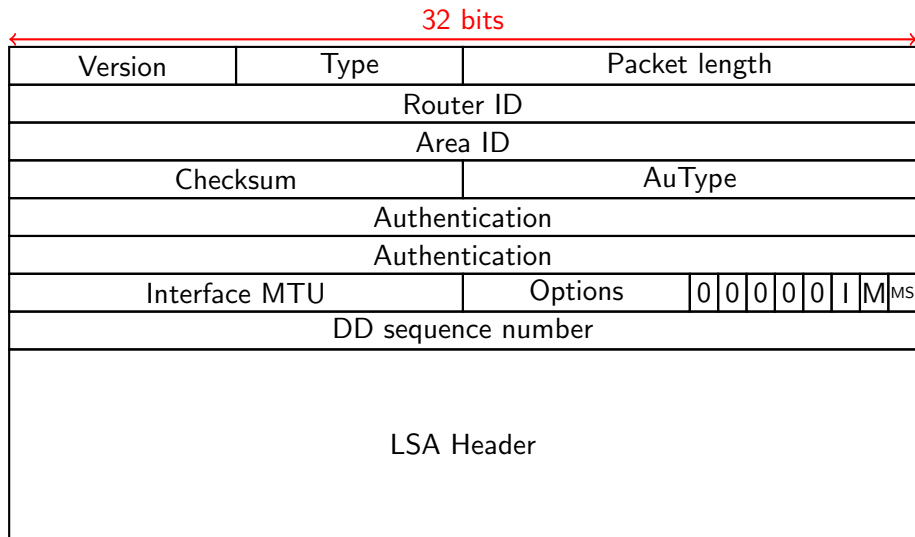 32 bits
Version Type Packet length
Router ID
Area ID
Checksum AuType
Authentication
Authentication
Interface MTU Options 0 0 0 0 0 I M MS
DD sequence number
LSA Header